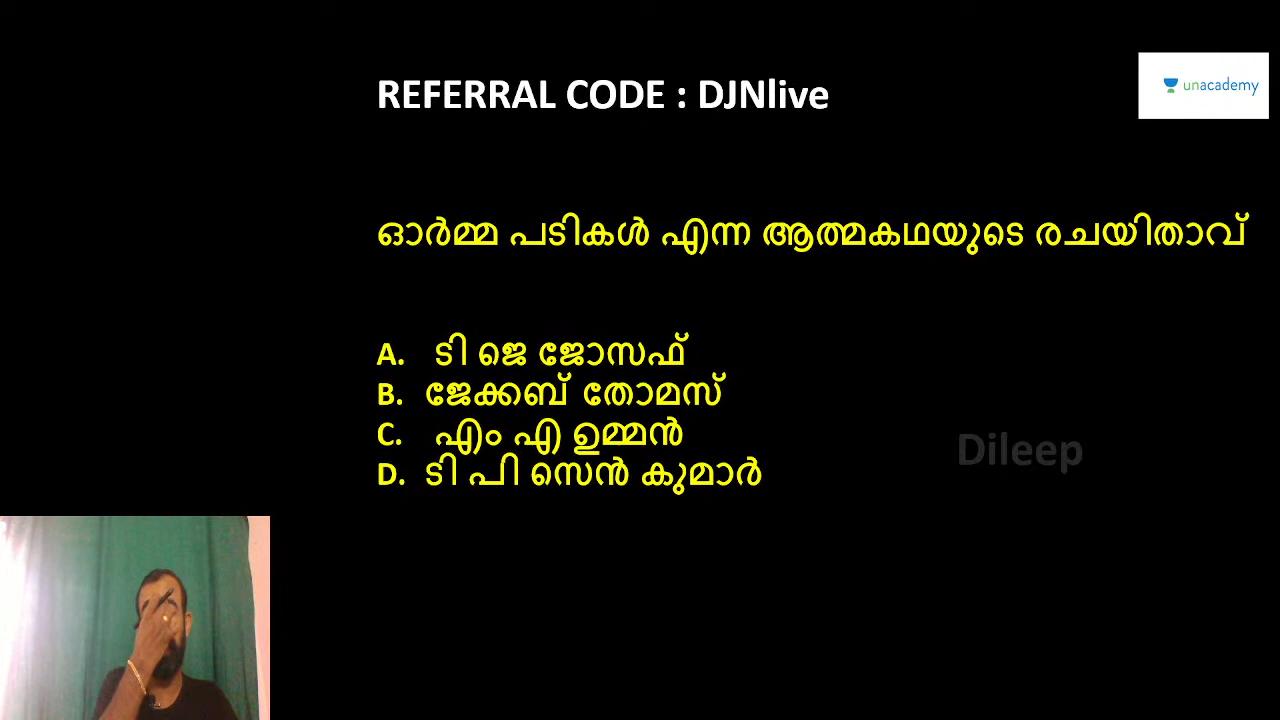 REFERRAL CODE : DJNlive
unacademy
ഓർമ്മ പടികൾ എന്ന ആത്മകഥയുടെ രചയിതാവ്
A. ടി ജെ ജോസഫ്
B. ജേക്കബ് തോമസ്
C. എം എ ഉമ്മൻ
D. ടി പി സെൻ കുമാർ
Dileep